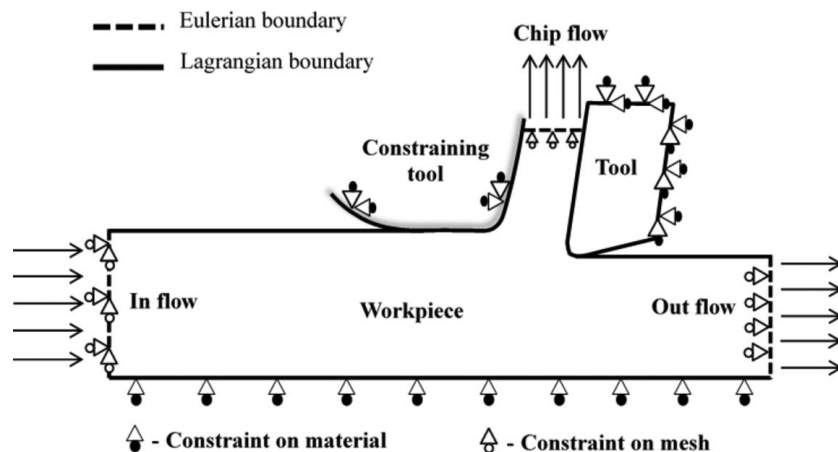 Eulerian boundary
Lagrangian boundary
Chip flow
Constraining
tool
Tool
In flow
Workpiece
Out flow
- Constraint on material
- Constraint on mesh